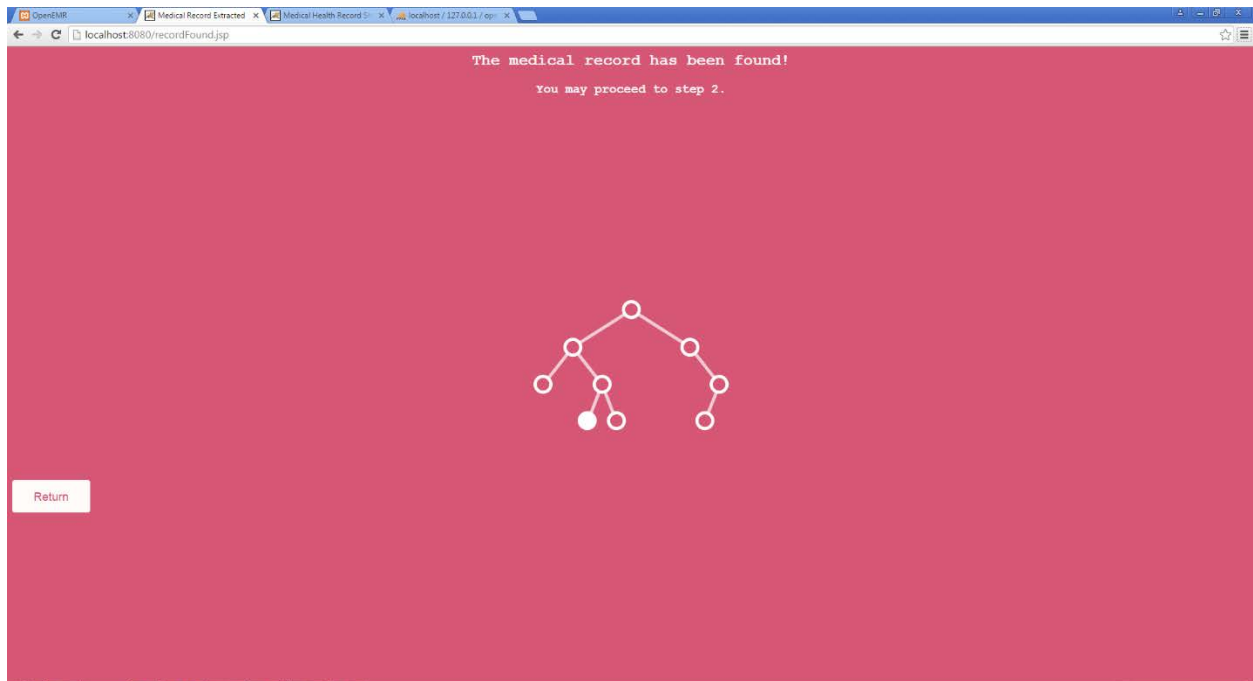 OpenEMR
Medical Record Extracted
Medical Health Record
localhost / 127.0.0.1 /
localhost:8080/recordFound.jsp
The medical record has been found!
You may proceed to step 2.
Return